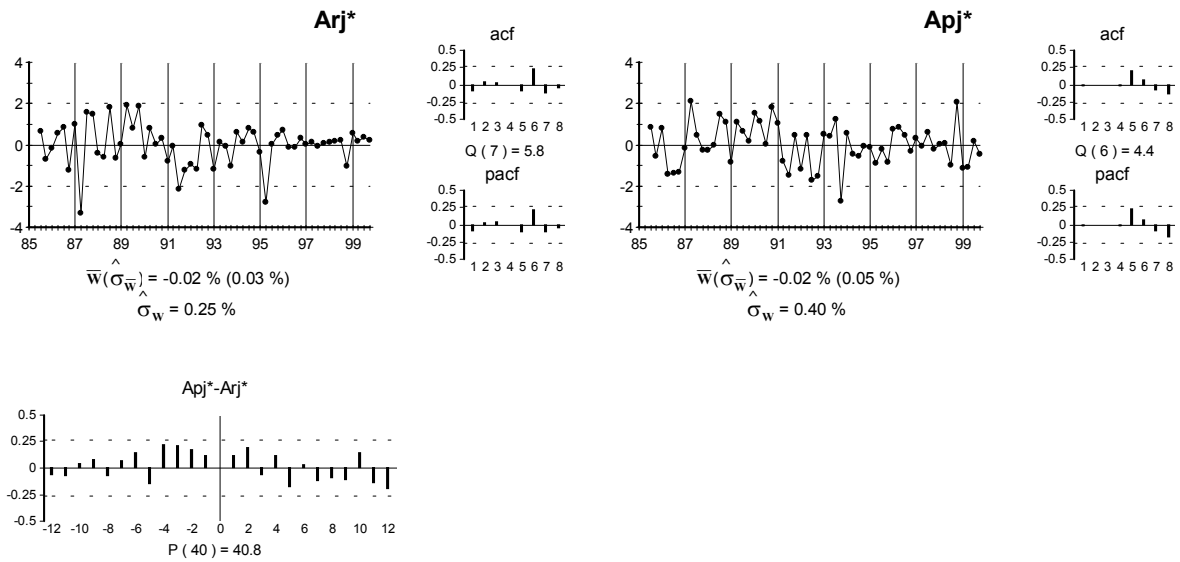 Arj*
4
2
0
-2
-4
85 87 89 91 93 95 97 99
W̅(σ̂W̅) = -0.02 % (0.03 %)
σ̂W = 0.25 %
acf
0.5
0.25
0
-0.25
-0.5
1 2 3 4 5 6 7 8
Q ( 7 ) = 5.8
pacf
0.5
0.25
0
-0.25
-0.5
1 2 3 4 5 6 7 8
Apj*
4
2
0
-2
-4
85 87 89 91 93 95 97 99
W̅(σ̂W̅) = -0.02 % (0.05 %)
σ̂W = 0.40 %
acf
0.5
0.25
0
-0.25
-0.5
1 2 3 4 5 6 7 8
Q ( 6 ) = 4.4
pacf
0.5
0.25
0
-0.25
-0.5
1 2 3 4 5 6 7 8
Apj*-Arj*
0.5
0.25
0
-0.25
-0.5
-12 -10 -8 -6 -4 -2 0 2 4 6 8 10 12
P ( 40 ) = 40.8